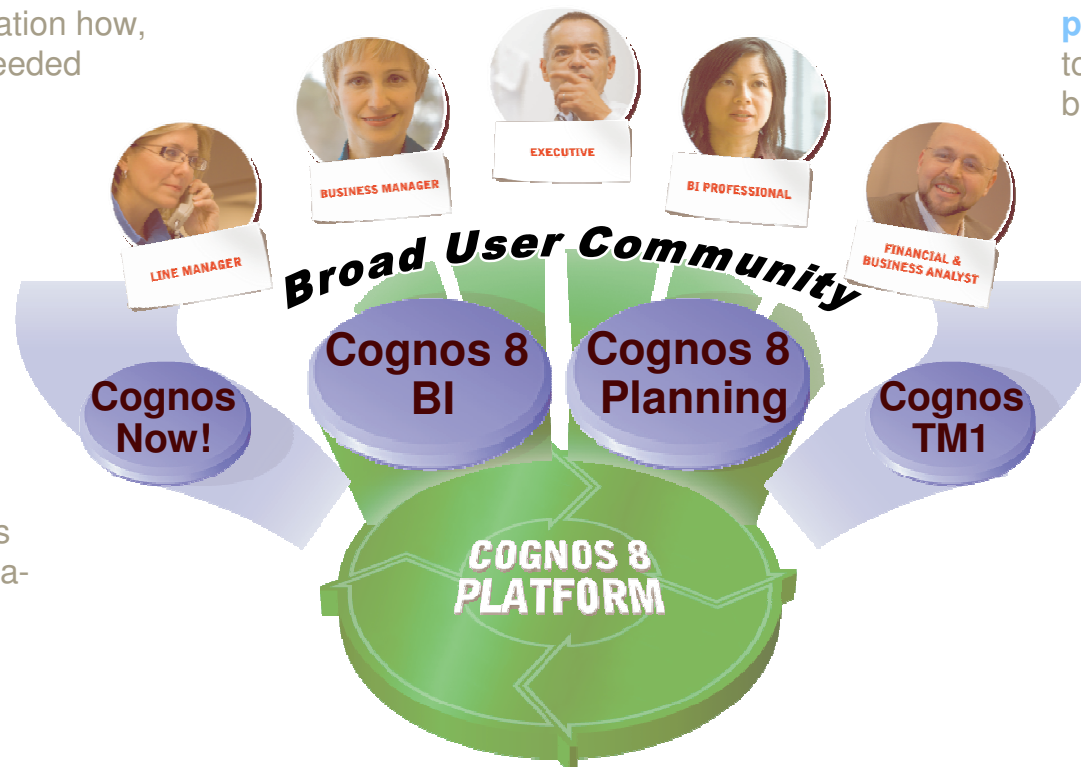 ation how,
eeded
p
to
b
EXECUTIVE
BUSINESS MANAGER
BI PROFESSIONAL
LINE MANAGER
FINANCIAL &
BUSINESS ANALYST
Broad User Community
Cognos 8
BI
Cognos 8
Planning
Cognos
Now!
Cognos
TM1
s
a-
COGNOS 8
PLATFORM